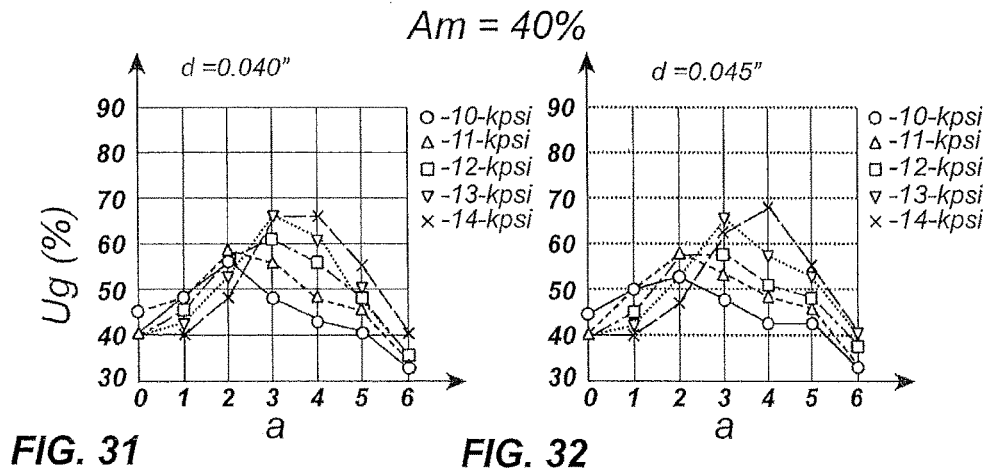 Am = 40%
d =0.040"
90
80
70
60
50
40
30
Ug (%)
0 1 2 3 4 5 6
a
○ -10-kpsi
△ -11-kpsi
□ -12-kpsi
▽ -13-kpsi
× -14-kpsi
FIG. 31
d =0.045"
90
80
70
60
50
40
30
0 1 2 3 4 5 6
a
○ -10-kpsi
△ -11-kpsi
□ -12-kpsi
▽ -13-kpsi
× -14-kpsi
FIG. 32